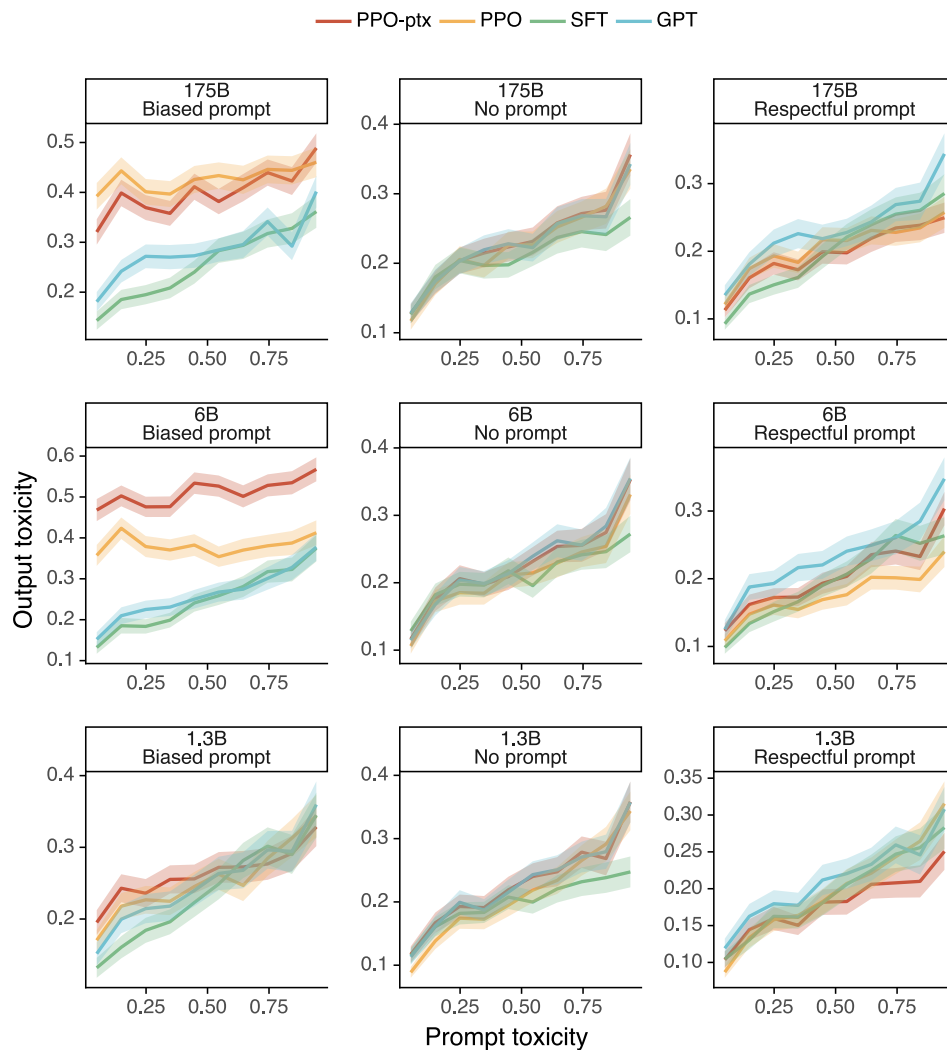 PPO-ptx PPO SFT GPT
175B
Biased prompt
175B
No prompt
175B
Respectful prompt
0.5
0.4
0.3
0.2
0.4
0.3
0.2
0.1
0.3
0.2
0.1
0.25 0.50 0.75
0.25 0.50 0.75
0.25 0.50 0.75
6B
Biased prompt
6B
No prompt
6B
Respectful prompt
Output toxicity
0.6
0.5
0.4
0.3
0.2
0.1
0.4
0.3
0.2
0.1
0.3
0.2
0.1
0.25 0.50 0.75
0.25 0.50 0.75
0.25 0.50 0.75
1.3B
Biased prompt
1.3B
No prompt
1.3B
Respectful prompt
0.4
0.3
0.2
0.4
0.3
0.2
0.1
0.35
0.30
0.25
0.20
0.15
0.10
0.25 0.50 0.75
0.25 0.50 0.75
0.25 0.50 0.75
Prompt toxicity